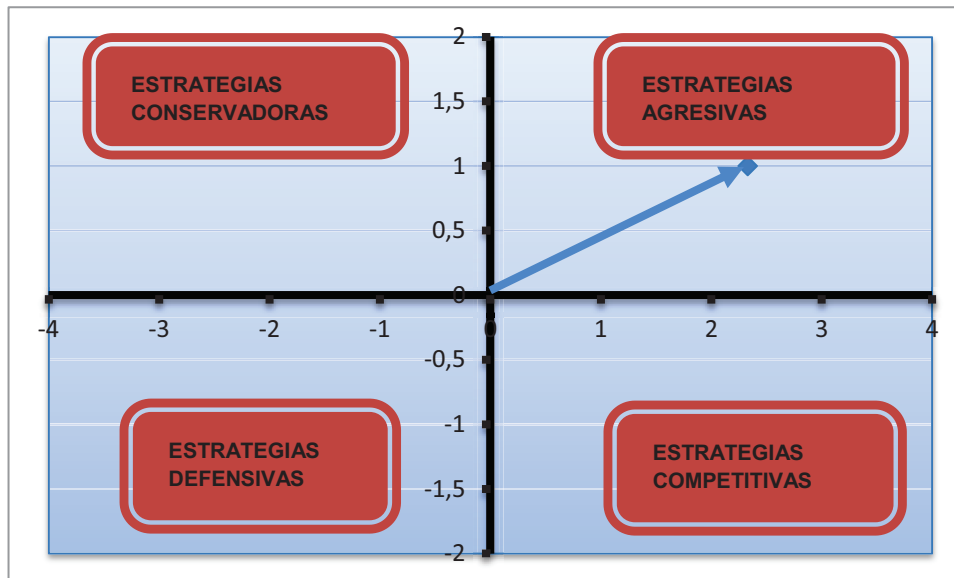 ESTRATEGIAS
CONSERVADORAS
ESTRATEGIAS
AGRESIVAS
2
1,5
1
0,5
0
-4 -3 -2 -1 0 1 2 3 4
-0,5
-1
-1,5
-2
ESTRATEGIAS
DEFENSIVAS
ESTRATEGIAS
COMPETITIVAS